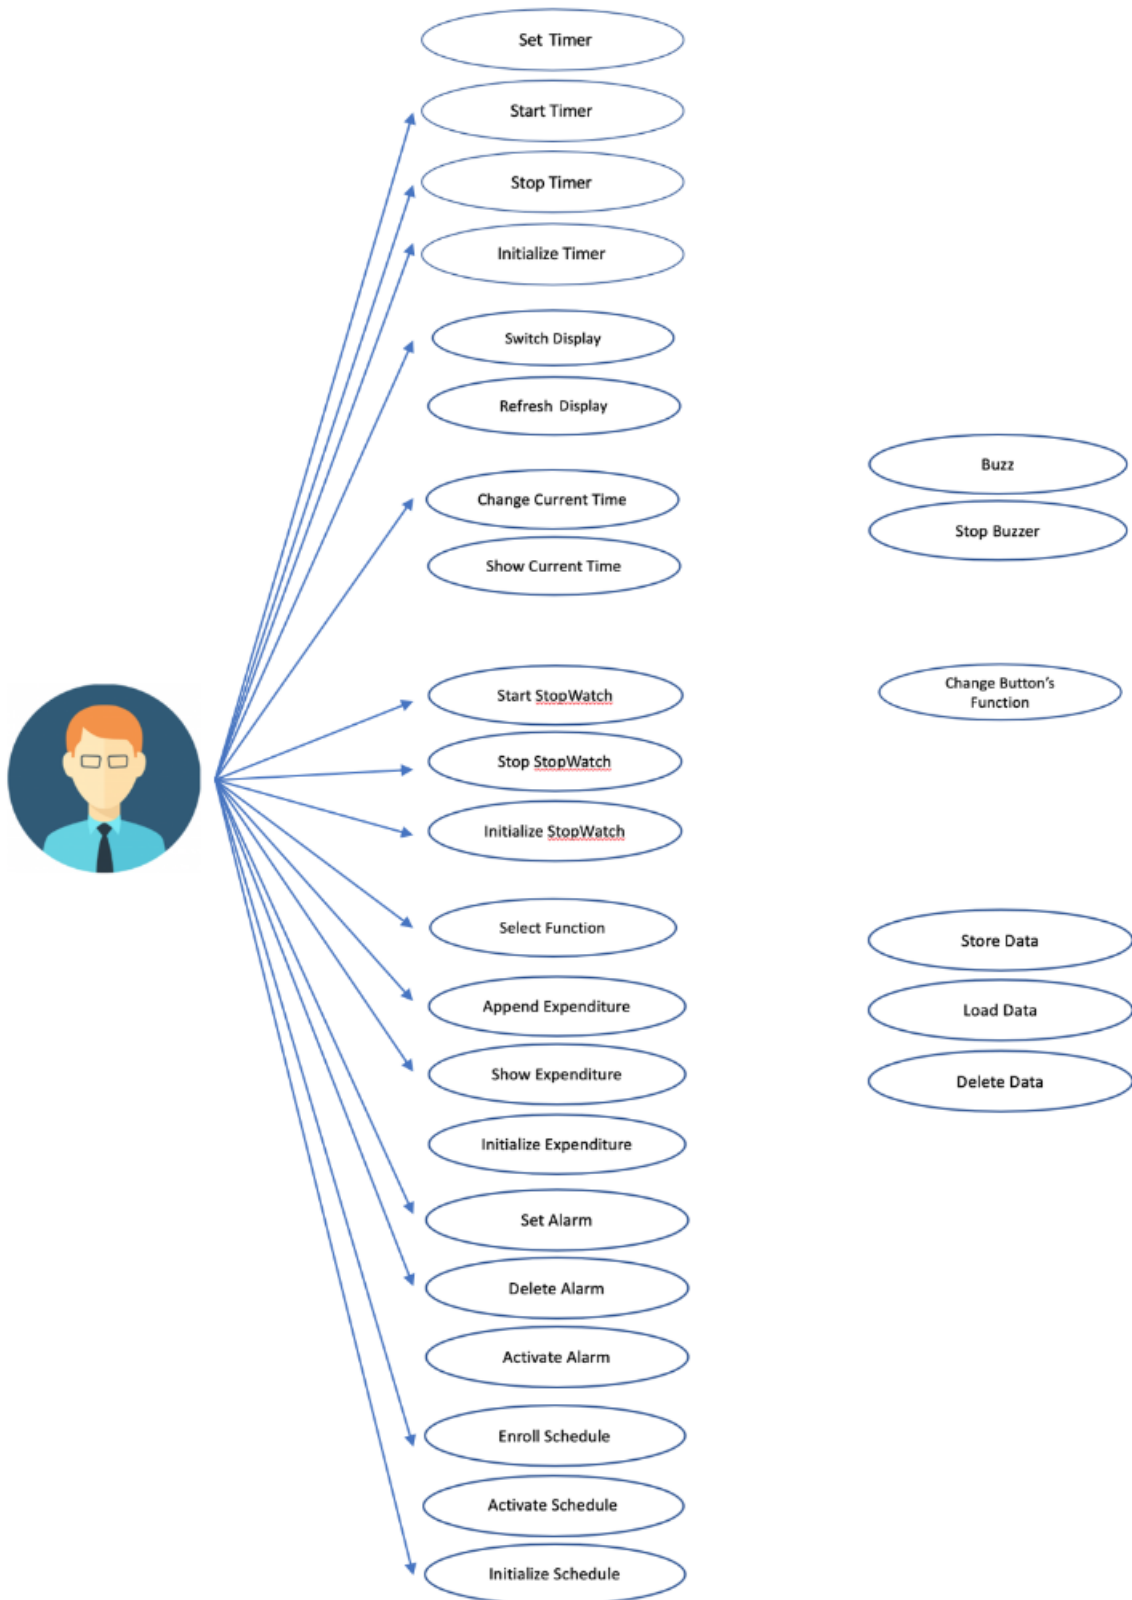 Set Timer
Start Timer
Stop Timer
Initialize Timer
Switch Display
Refresh Display
Change Current Time
Show Current Time
Start StopWatch
Stop StopWatch
Initialize StopWatch
Select Function
Append Expenditure
Show Expenditure
Initialize Expenditure
Set Alarm
Delete Alarm
Activate Alarm
Enroll Schedule
Activate Schedule
Initialize Schedule
Buzz
Stop Buzzer
Change Button's
Function
Store Data
Load Data
Delete Data